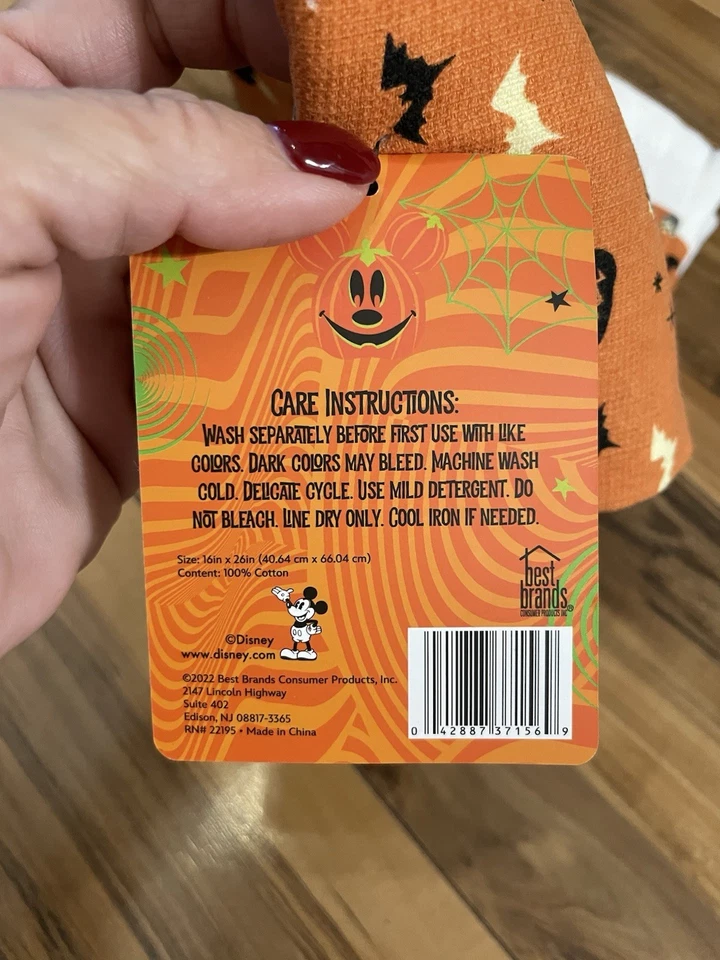 CARE INSTRUCTIONS:
WASH SEPARATELY BEFORE FIRST USE WITH LIKE
COLORS. DARK COLORS MAY BLEED. MACHINE WASH
COLD. DELICATE CYCLE. USE MILD DETERGENT. DO
NOT BLEACH. LINE DRY ONLY. COOL IRON IF NEEDED.
Size: 16in x 26in (40.64 cm x 66.04 cm)
Content: 100% Cotton
best
brands®
CONSUMER PRODUCTS INC
©Disney
www.disney.com
©2022 Best Brands Consumer Products, Inc.
2147 Lincoln Highway
Suite 402
Edison, NJ 08817-3365
RN# 22195 • Made in China
0 42887 37156 9